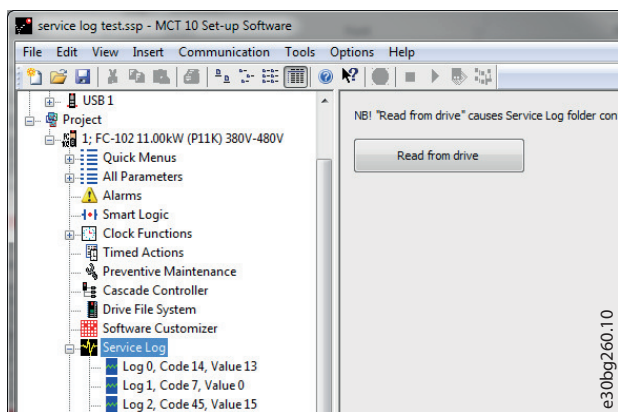 service log test.ssp - MCT 10 Set-up Software
File Edit View Insert Communication Tools Options Help
USB 1
Project
1; FC-102 11.00kW (P11K) 380V-480V
Quick Menus
All Parameters
Alarms
Smart Logic
Clock Functions
Timed Actions
Preventive Maintenance
Cascade Controller
Drive File System
Software Customizer
Service Log
Log 0, Code 14, Value 13
Log 1, Code 7, Value 0
Log 2, Code 45, Value 15
NB! "Read from drive" causes Service Log folder con
Read from drive
e30bg260.10